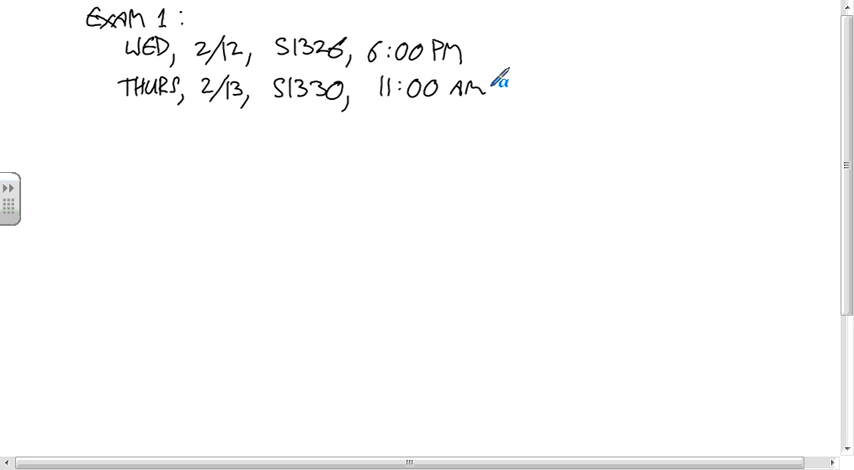 EXAM 1:
WED, 2/12, S1326, 6:00 PM
THURS, 2/13, S1330, 11:00 AM